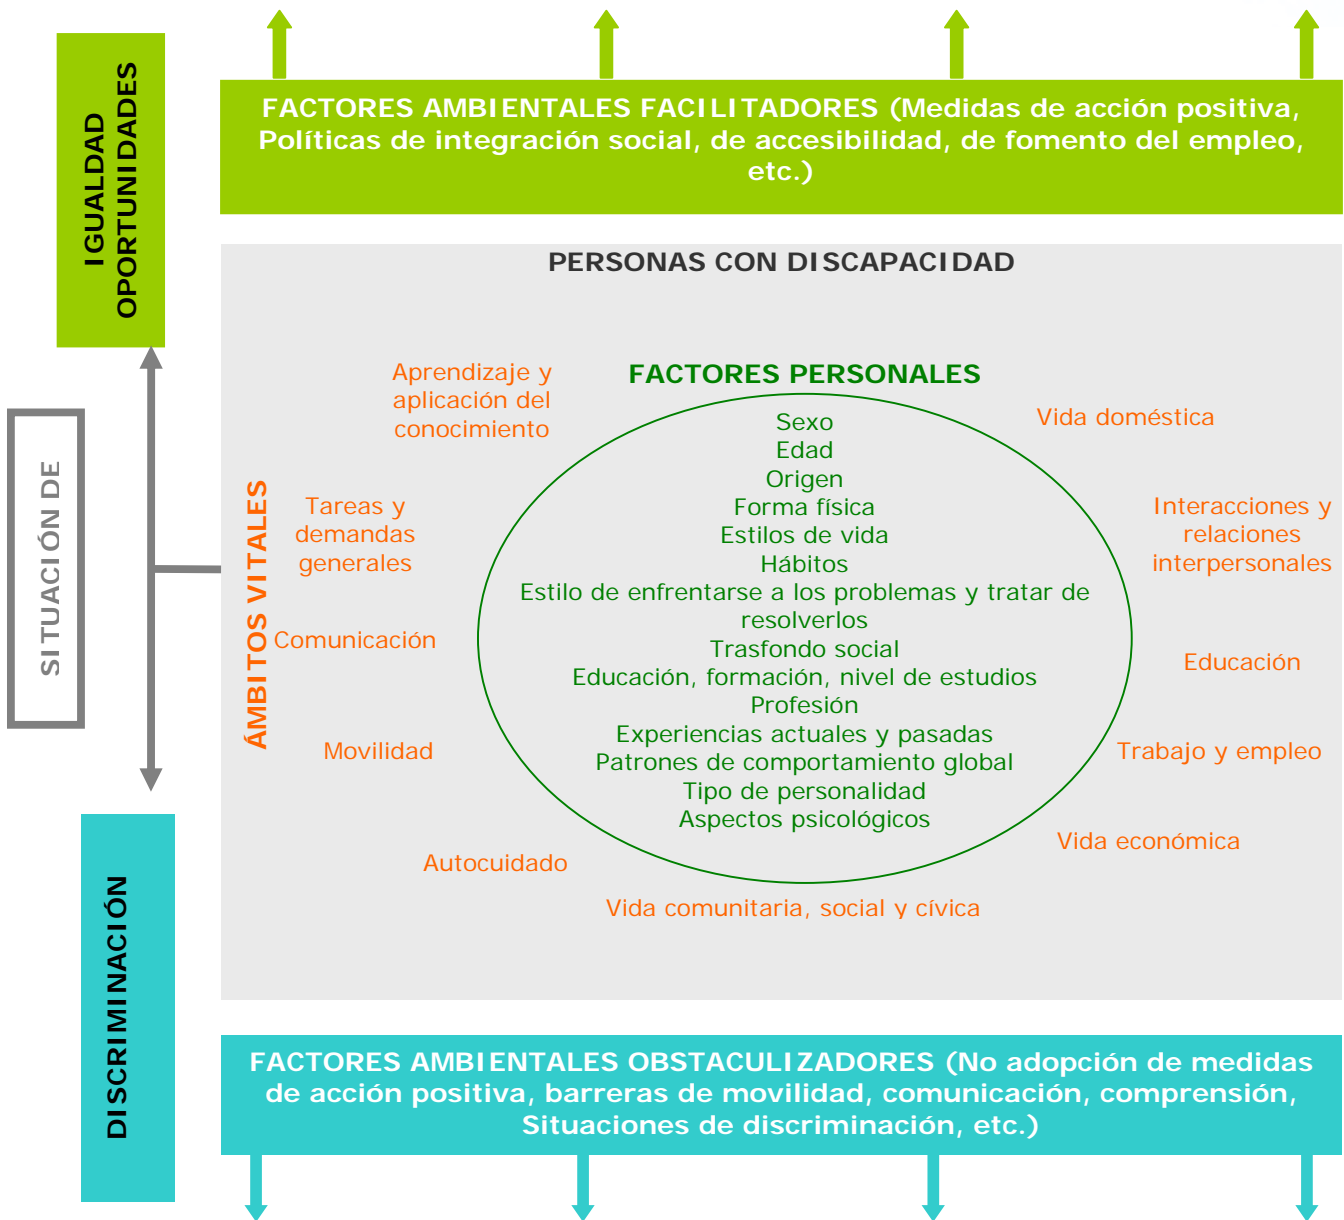 IGUALDAD
OPORTUNIDADES
FACTORES AMBIENTALES FACILITADORES (Medidas de acción positiva,
Políticas de integración social, de accesibilidad, de fomento del empleo,
etc.)
PERSONAS CON DISCAPACIDAD
SITUACIÓN DE
ÁMBITOS VITALES
Aprendizaje y
aplicación del
conocimiento
Tareas y
demandas
generales
Comunicación
Movilidad
Autocuidado
FACTORES PERSONALES
Sexo
Edad
Origen
Forma física
Estilos de vida
Hábitos
Estilo de enfrentarse a los problemas y tratar de
resolverlos
Trasfondo social
Educación, formación, nivel de estudios
Profesión
Experiencias actuales y pasadas
Patrones de comportamiento global
Tipo de personalidad
Aspectos psicológicos
Vida doméstica
Interacciones y
relaciones
interpersonales
Educación
Trabajo y empleo
Vida económica
Vida comunitaria, social y cívica
DISCRIMINACIÓN
FACTORES AMBIENTALES OBSTACULIZADORES (No adopción de medidas
de acción positiva, barreras de movilidad, comunicación, comprensión,
Situaciones de discriminación, etc.)